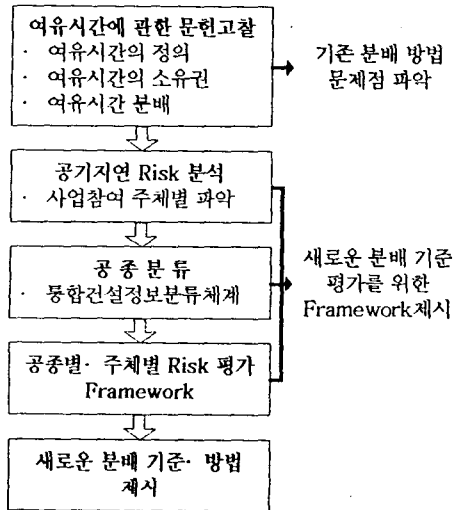 여유시간에 관한 문헌고찰
· 여유시간의 정의
· 여유시간의 소유권
· 여유시간 분배
기존 분배 방법
문제점 파악
공기지연 Risk 분석
· 사업참여 주체별 파악
공 종 분 류
· 통합건설정보분류체계
새로운 분배 기준
평가를 위한
Framework제시
공종별· 주체별 Risk 평가
Framework
새로운 분배 기준· 방법
제시